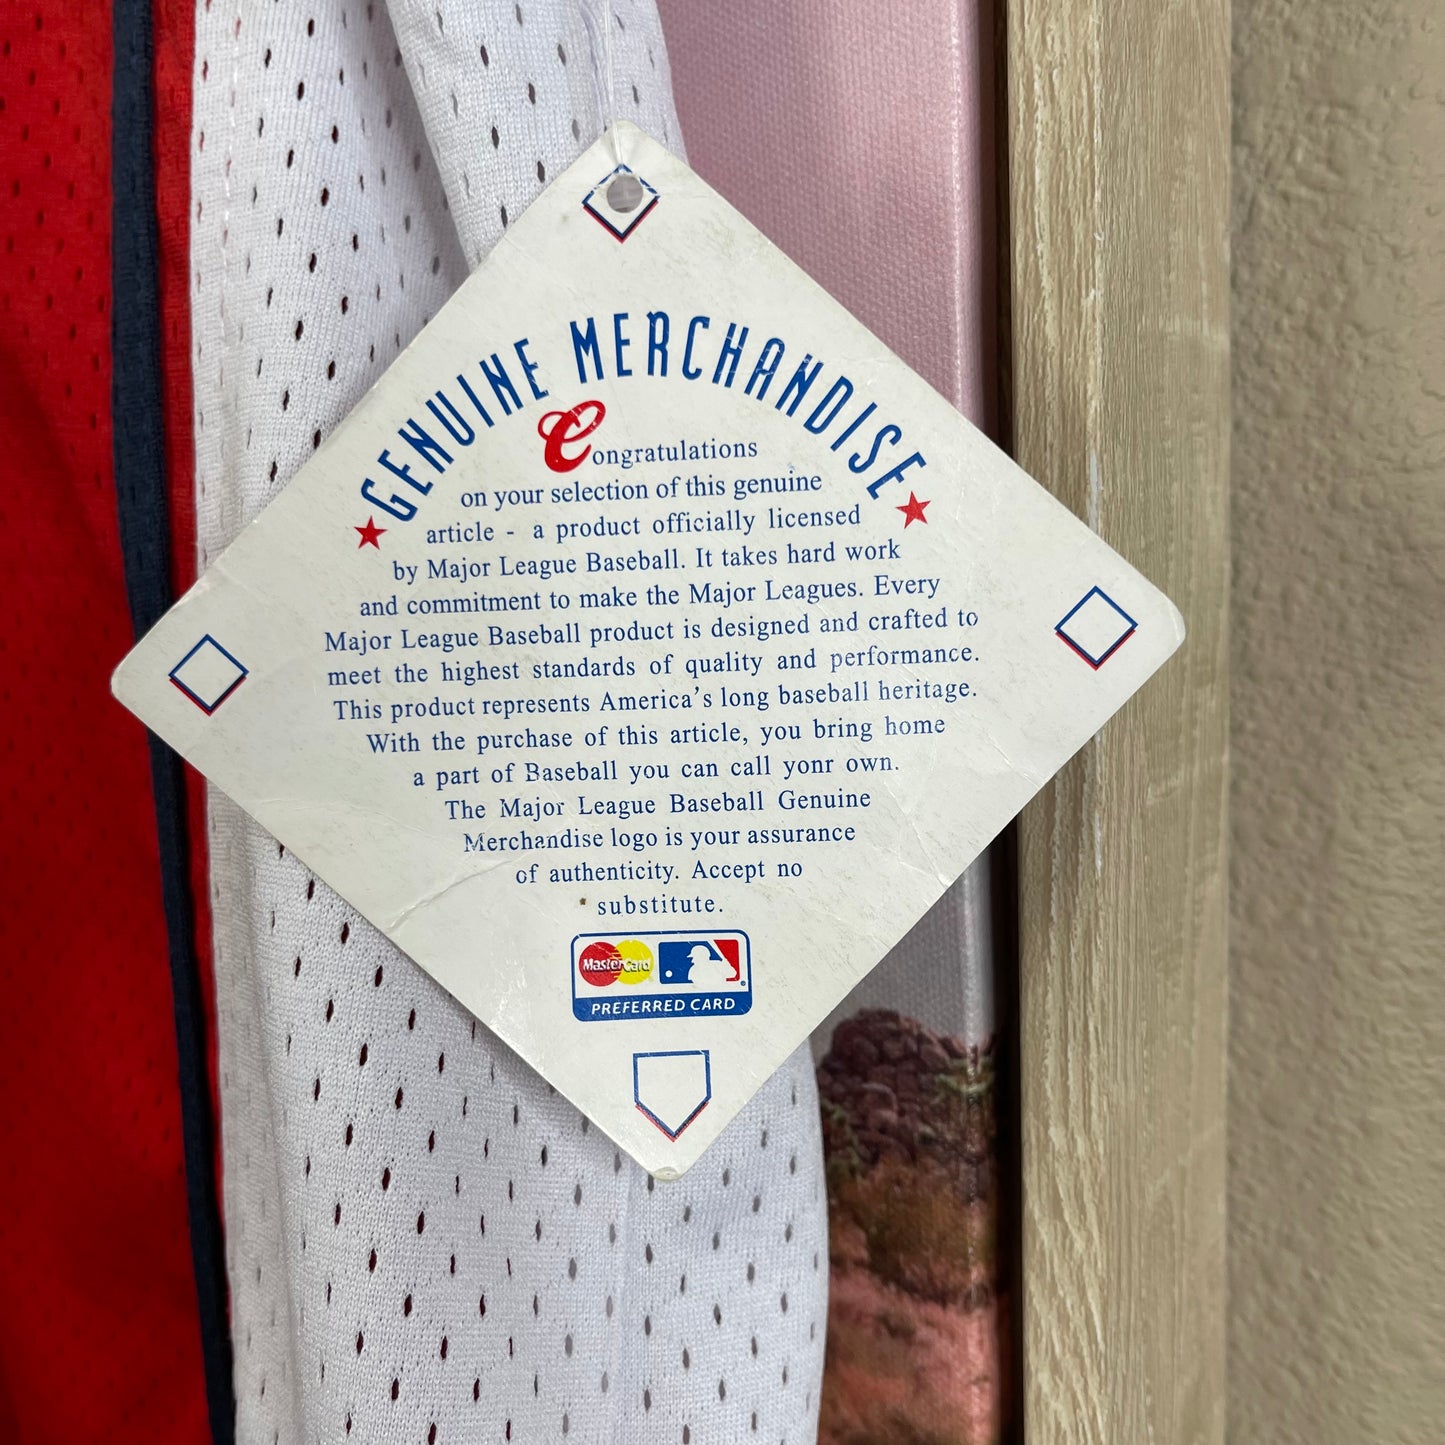 GENUINE MERCHANDISE
Congratulations
on your selection of this genuine
article - a product officially licensed
by Major League Baseball. It takes hard work
and commitment to make the Major Leagues. Every
Major League Baseball product is designed and crafted to
meet the highest standards of quality and performance.
This product represents America's long baseball heritage.
With the purchase of this article, you bring home
a part of Baseball you can call yonr own.
The Major League Baseball Genuine
Merchandise logo is your assurance
of authenticity. Accept no
substitute.
MasterCard
PREFERRED CARD